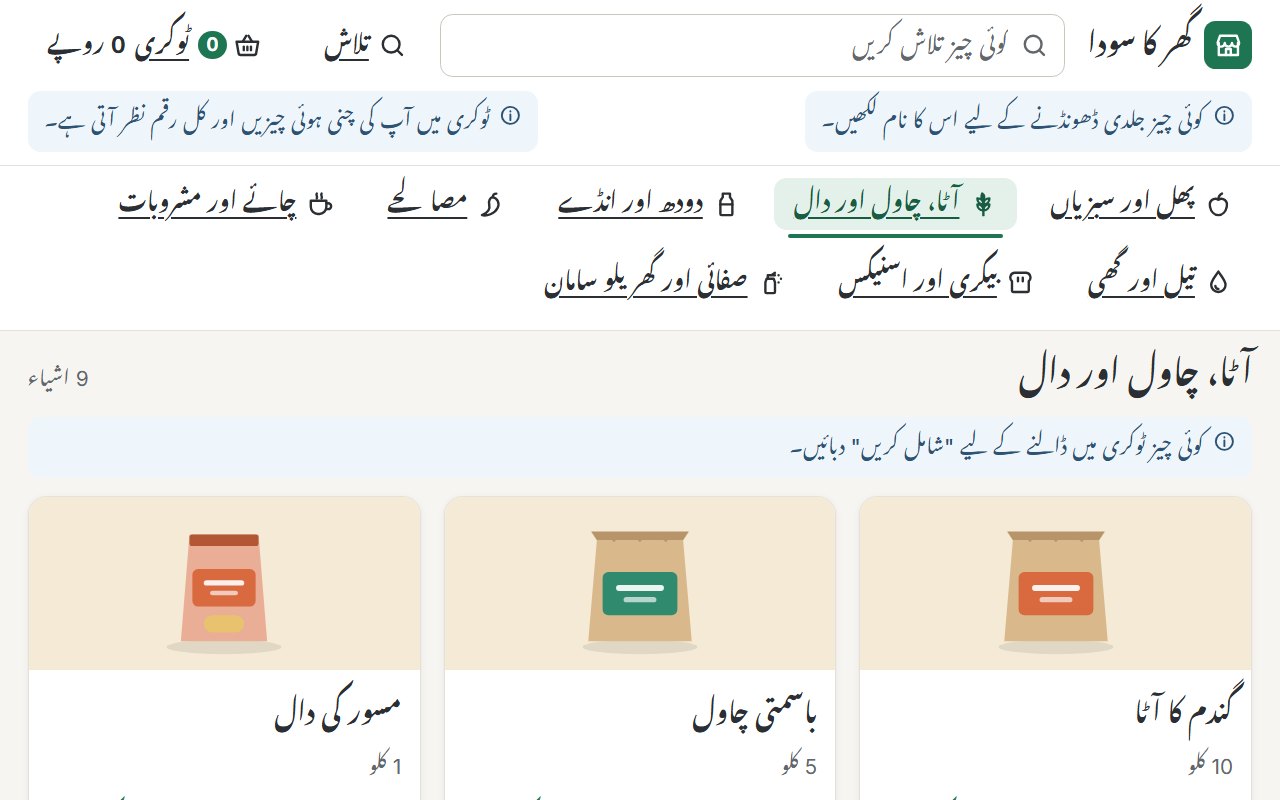 گھر کا سودا
کوئی چیز تلاش کریں
تلاش
0 ٹوکری 0 روپے
کوئی چیز جلدی ڈھونڈنے کے لیے اس کا نام لکھیں۔
ٹوکری میں آپ کی چنی ہوئی چیزیں اور کل رقم نظر آتی ہے۔
پھل اور سبزیاں
آٹا، چاول اور دال
دودھ اور انڈے
مصالحے
چائے اور مشروبات
تیل اور گھی
بیکری اور اسنیکس
صفائی اور گھریلو سامان
آٹا، چاول اور دال
9 اشیاء
کوئی چیز ٹوکری میں ڈالنے کے لیے "شامل کریں" دبائیں۔
گندم کا آٹا
10 کلو
باسمتی چاول
5 کلو
مسور کی دال
1 کلو